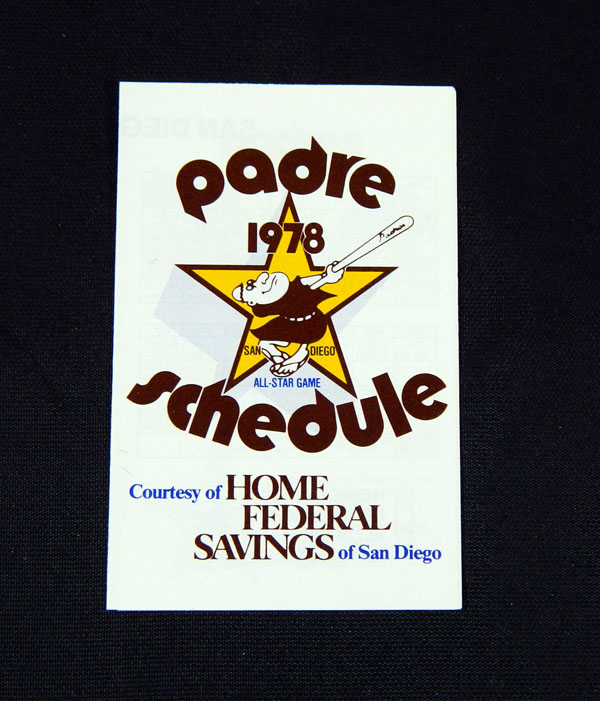 padre
1978
SAN DIEGO
ALL-STAR GAME
schedule
Courtesy of HOME
FEDERAL
SAVINGS of San Diego